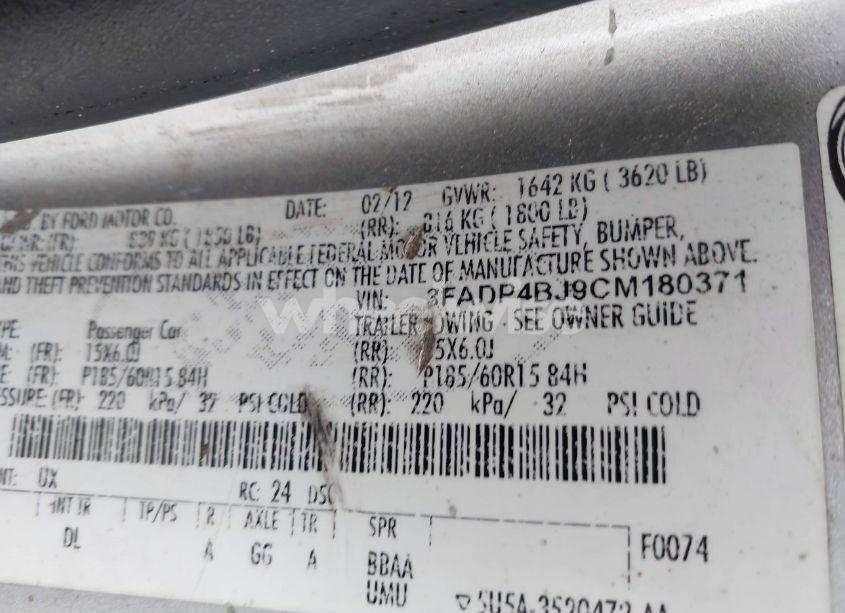 BY FORD MOTOR CO. DATE: 02/12 GVWR: 1642 KG ( 3620 LB)
(FR): 839 KG ( 1850 LB) (RR): 816 KG ( 1800 LB)
THIS VEHICLE CONFORMS TO ALL APPLICABLE FEDERAL MOTOR VEHICLE SAFETY, BUMPER,
AND THEFT PREVENTION STANDARDS IN EFFECT ON THE DATE OF MANUFACTURE SHOWN ABOVE.
VIN: 3FADP4BJ9CM180371
Passenger Car TRAILER TOWING - SEE OWNER GUIDE
(FR): 15X6.0J (RR): 15X6.0J
(FR): P185/60R15 84H (RR): P185/60R15 84H
(FR): 220 kPa/ 32 PSI COLD (RR): 220 kPa/ 32 PSI COLD
UX RC: 24 DSO
INT TR TP/PS R AXLE TR SPR
DL A GG A BBAA F0074
UMU